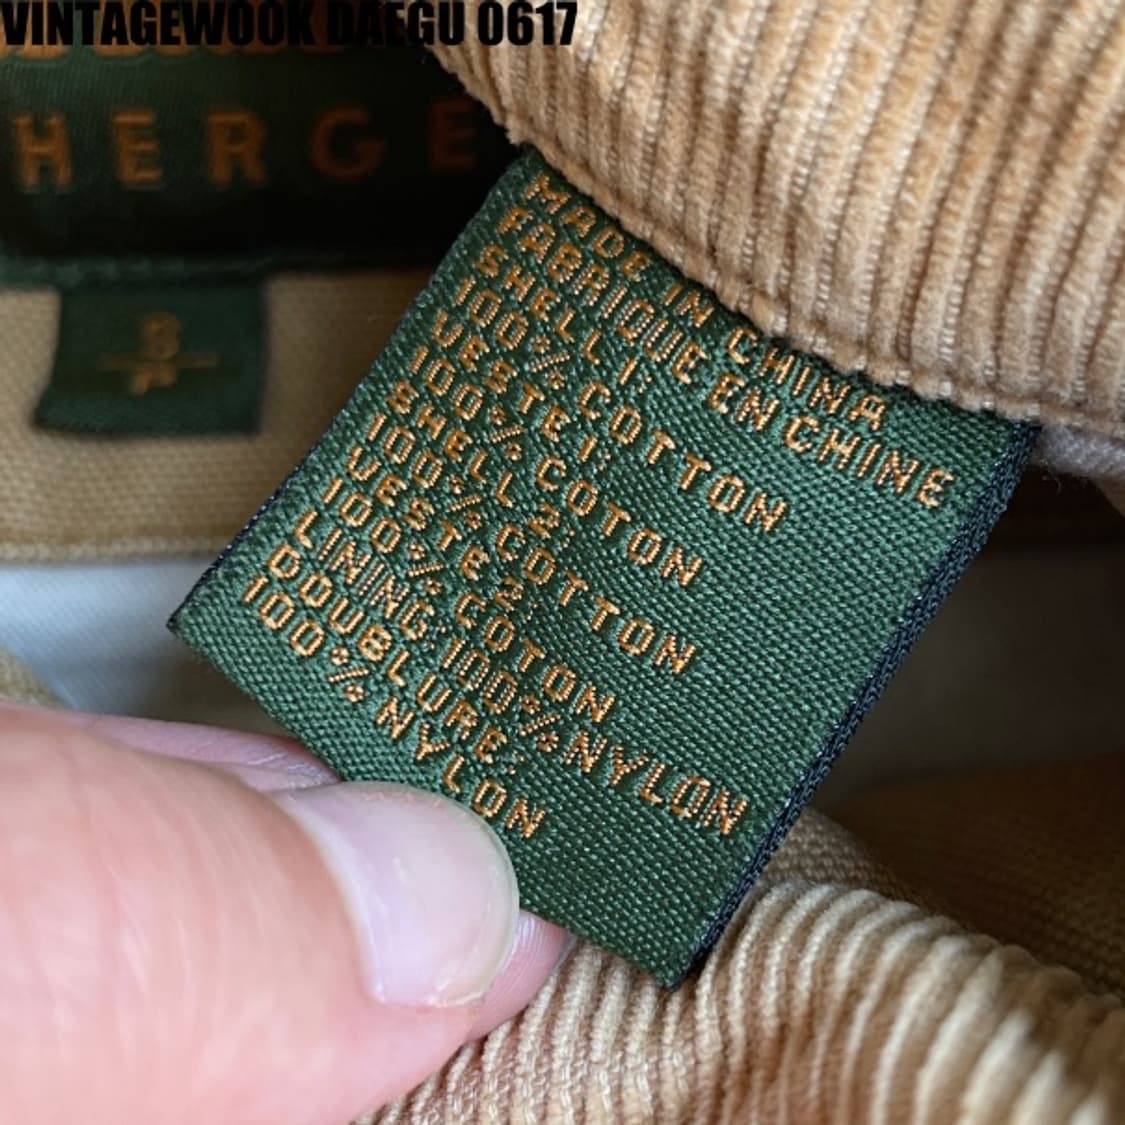 VINTAGEWOOK DAEGU 0617
HERGE
S
P
MADE IN CHINA
FABRIQUE EN CHINE
SHELL 1:
100% COTTON
VESTE 1:
100% COTON
SHELL 2:
100% COTTON
VESTE 2:
100% COTON
LINING: 100% NYLON
DOUBLURE:
100% NYLON